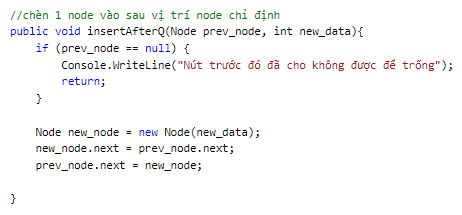 //chèn 1 node vào sau vị trí node chỉ định
public void insertAfterQ(Node prev_node, int new_data){
    if (prev_node == null) {
        Console.WriteLine("Nút trước đó đã cho không được để trống");
        return;
    }

    Node new_node = new Node(new_data);
    new_node.next = prev_node.next;
    prev_node.next = new_node;

}